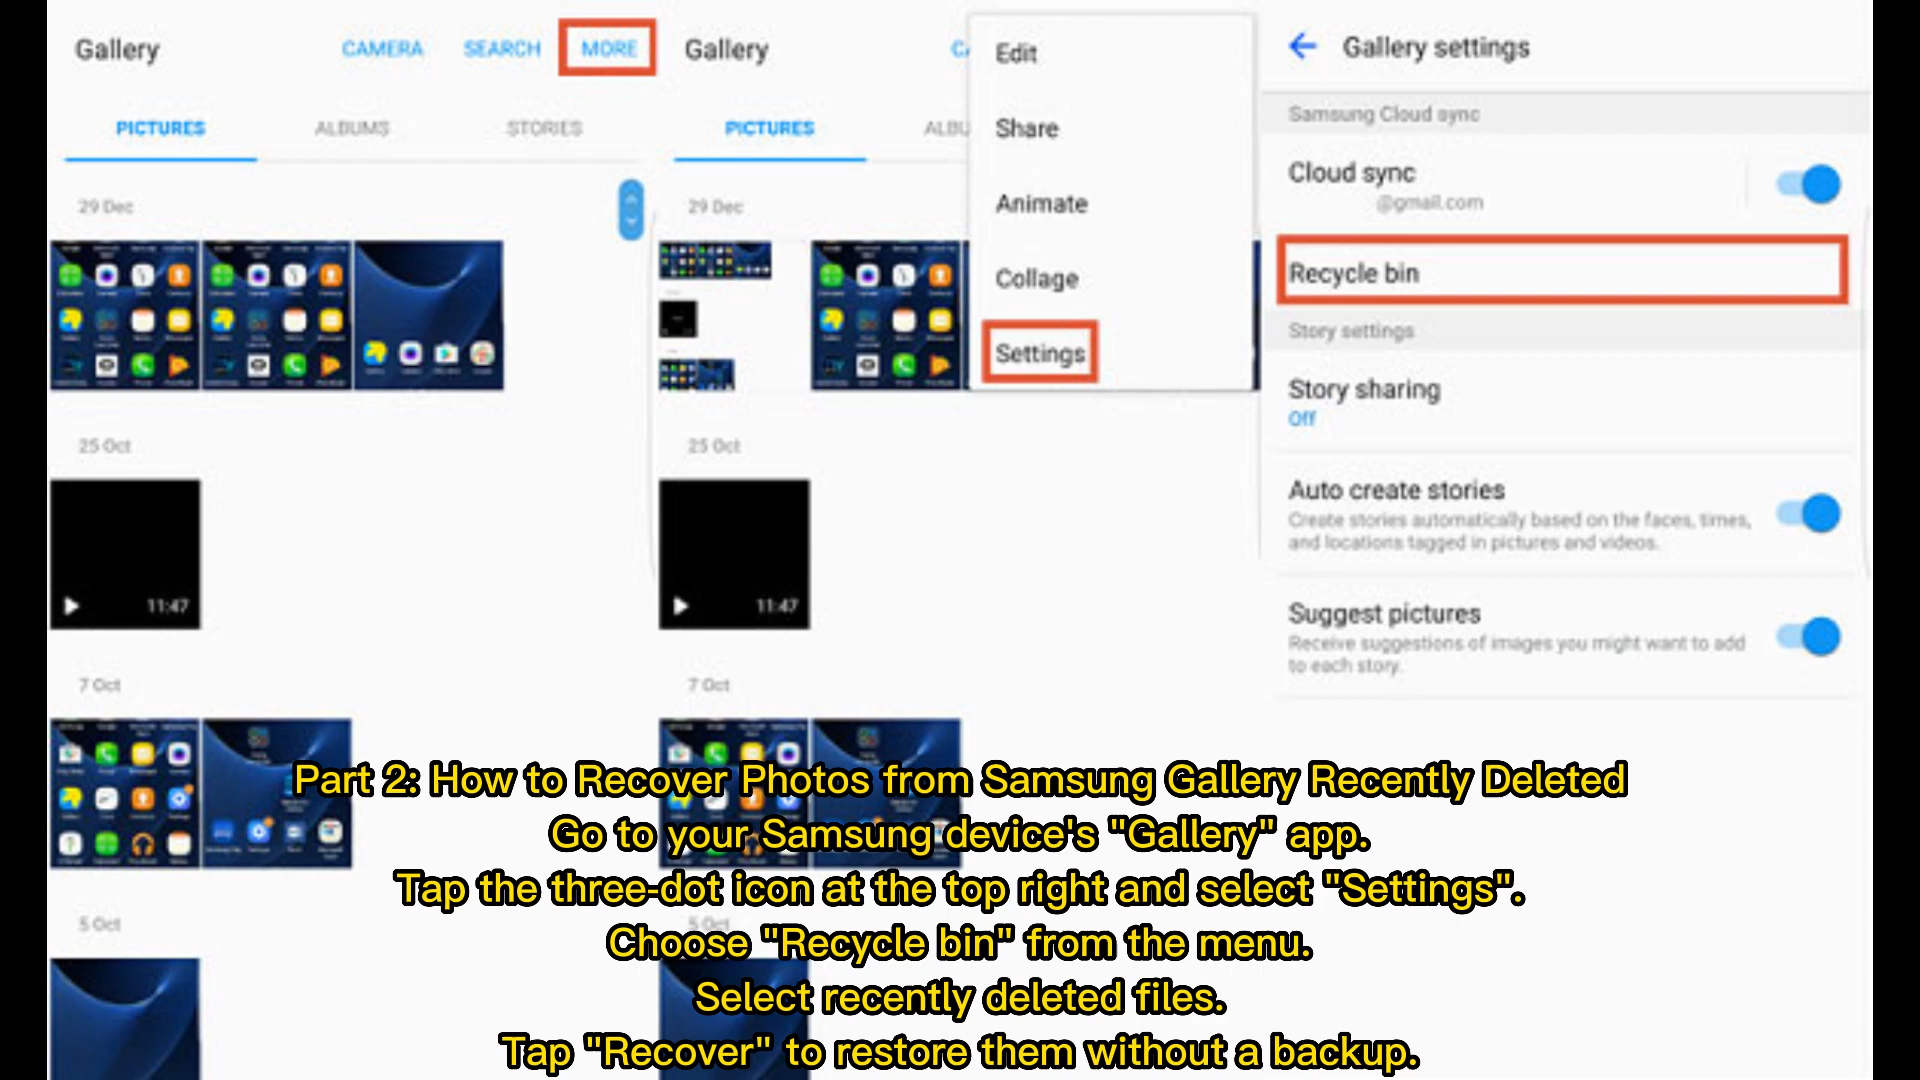 Gallery
CAMERA
SEARCH
MORE
PICTURES
ALBUMS
STORIES
29 Dec
25 Oct
11:47
7 Oct
5 Oct
Gallery
CA
PICTURES
ALBU
29 Dec
25 Oct
11:47
7 Oct
5 Oct
Edit
Share
Animate
Collage
Settings
Gallery settings
Samsung Cloud sync
Cloud sync
@gmail.com
Recycle bin
Story settings
Story sharing
Off
Auto create stories
Create stories automatically based on the faces, times,
and locations tagged in pictures and videos.
Suggest pictures
Receive suggestions of images you might want to add
to each story.
Part 2: How to Recover Photos from Samsung Gallery Recently Deleted
Go to your Samsung device's "Gallery" app.
Tap the three-dot icon at the top right and select "Settings".
Choose "Recycle bin" from the menu.
Select recently deleted files.
Tap "Recover" to restore them without a backup.